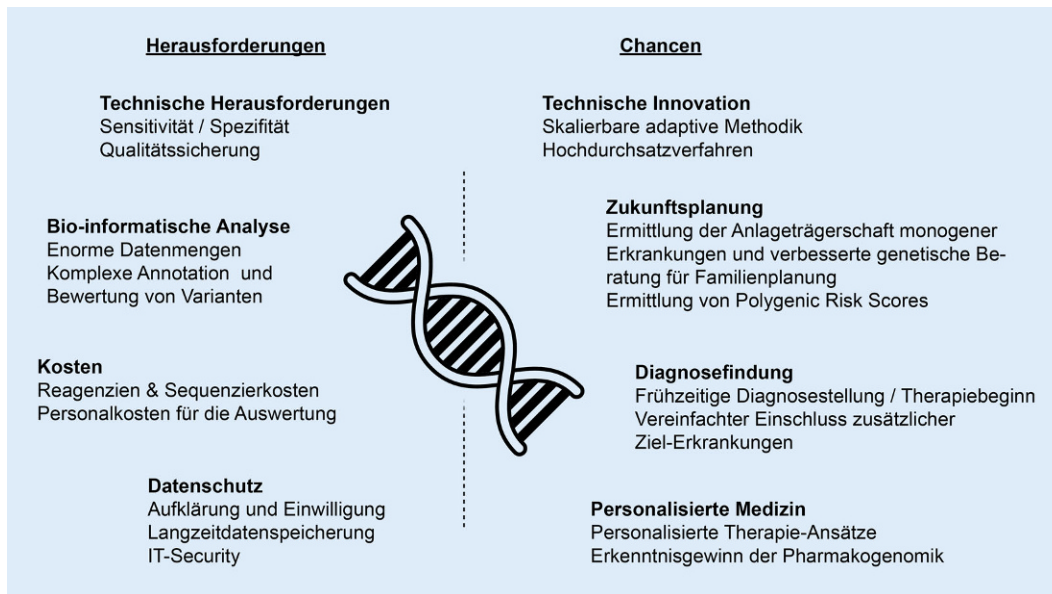 Herausforderungen
Technische Herausforderungen
Sensitivität / Spezifität
Qualitätssicherung
Bio-informatische Analyse
Enorme Datenmengen
Komplexe Annotation und
Bewertung von Varianten
Kosten
Reagenzien & Sequenzierkosten
Personalkosten für die Auswertung
Datenschutz
Aufklärung und Einwilligung
Langzeitdatenspeicherung
IT-Security
Chancen
Technische Innovation
Skalierbare adaptive Methodik
Hochdurchsatzverfahren
Zukunftsplanung
Ermittlung der Anlageträgerschaft monogener
Erkrankungen und verbesserte genetische Be-
ratung für Familienplanung
Ermittlung von Polygenic Risk Scores
Diagnosefindung
Frühzeitige Diagnosestellung / Therapiebeginn
Vereinfachter Einschluss zusätzlicher
Ziel-Erkrankungen
Personalisierte Medizin
Personalisierte Therapie-Ansätze
Erkenntnisgewinn der Pharmakogenomik